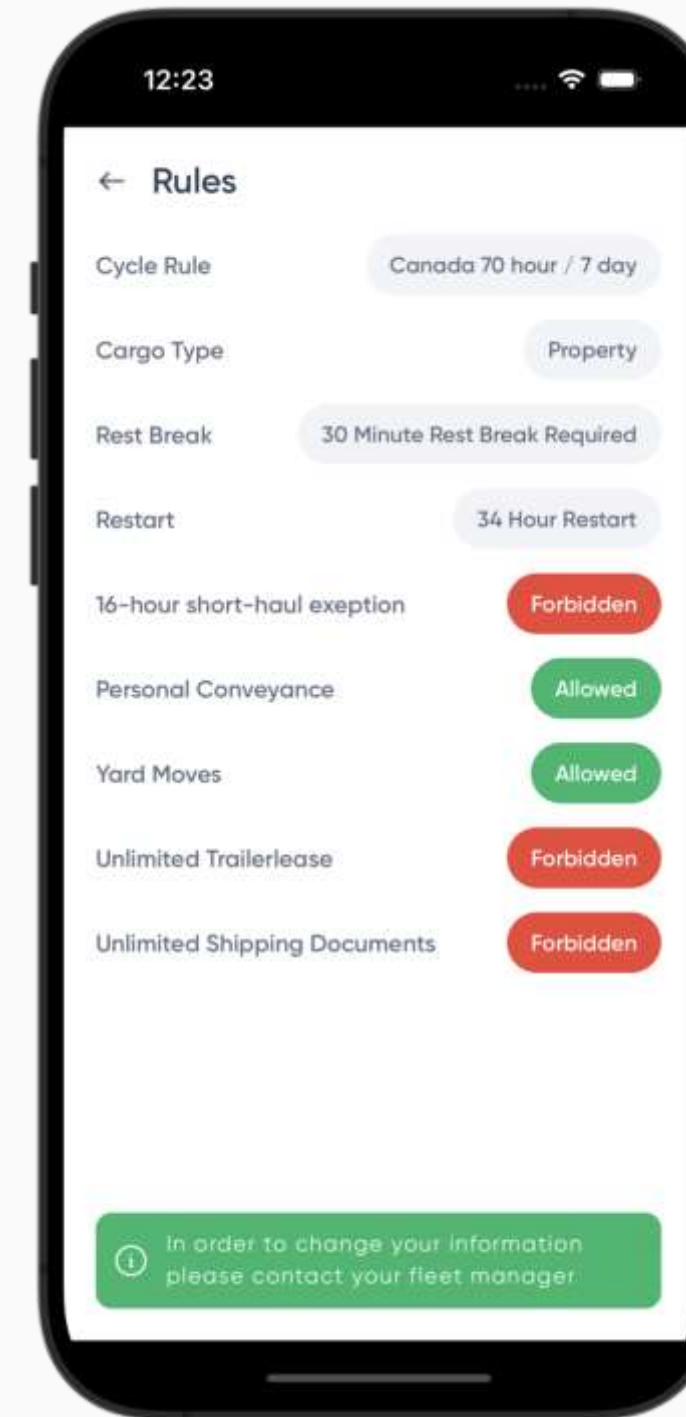 12:23
← Rules
Cycle Rule Canada 70 hour / 7 day
Cargo Type Property
Rest Break 30 Minute Rest Break Required
Restart 34 Hour Restart
16-hour short-haul exeption Forbidden
Personal Conveyance Allowed
Yard Moves Allowed
Unlimited Trailerlease Forbidden
Unlimited Shipping Documents Forbidden
In order to change your information
please contact your fleet manager